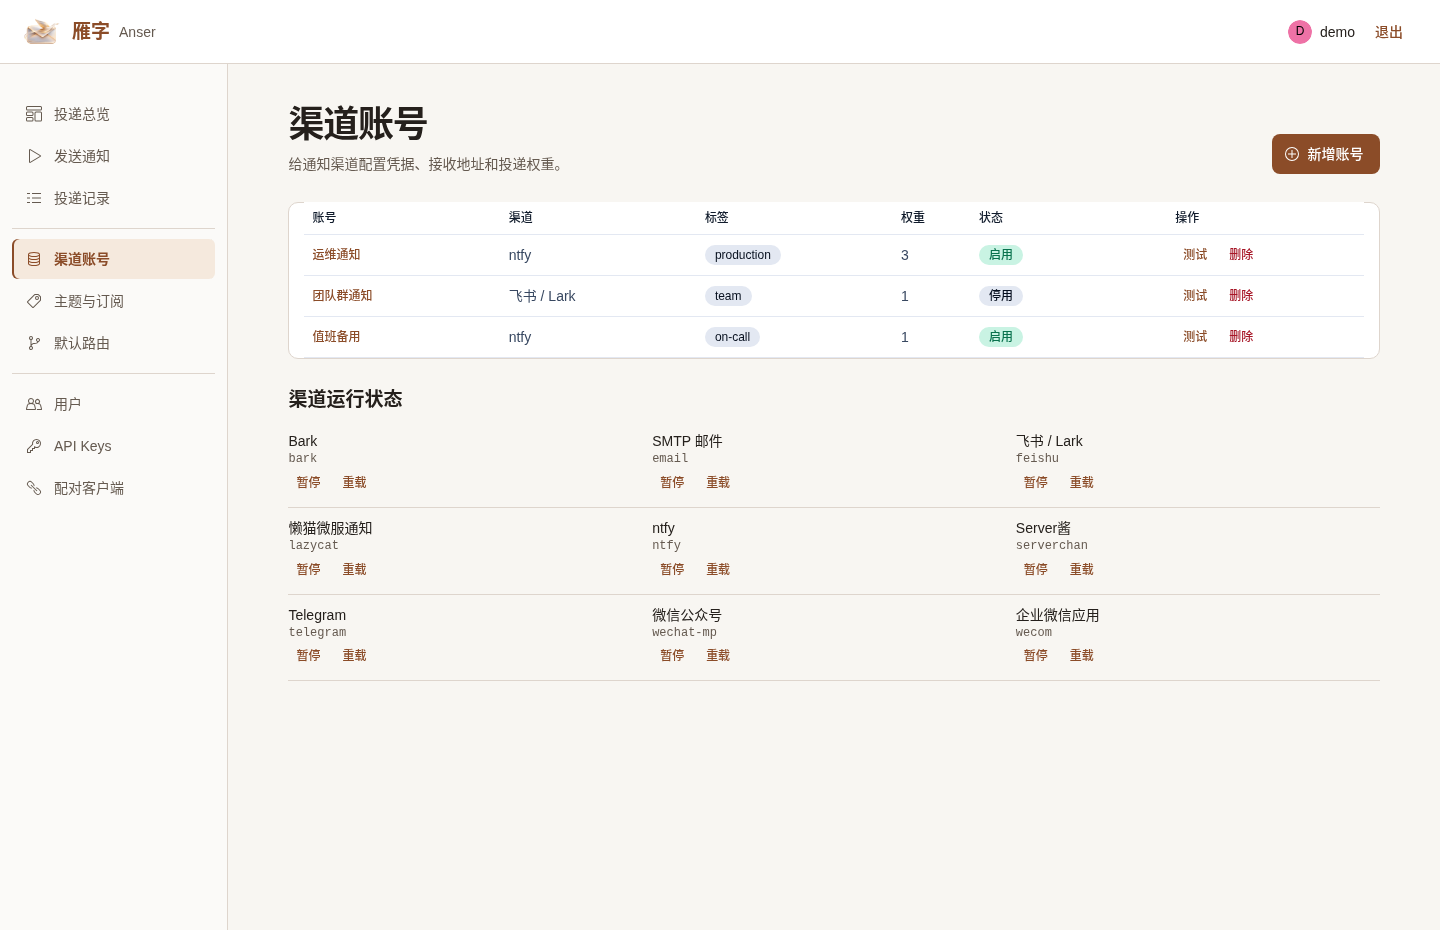 雁字 Anser
D demo 退出
投递总览
发送通知
投递记录
渠道账号
主题与订阅
默认路由
用户
API Keys
配对客户端
渠道账号
给通知渠道配置凭据、接收地址和投递权重。
新增账号
账号 渠道 标签 权重 状态 操作
运维通知 ntfy production 3 启用 测试 删除
团队群通知 飞书 / Lark team 1 停用 测试 删除
值班备用 ntfy on-call 1 启用 测试 删除
渠道运行状态
Bark SMTP 邮件 飞书 / Lark
bark email feishu
暂停 重载 暂停 重载 暂停 重载
懒猫微服通知 ntfy Server酱
lazycat ntfy serverchan
暂停 重载 暂停 重载 暂停 重载
Telegram 微信公众号 企业微信应用
telegram wechat-mp wecom
暂停 重载 暂停 重载 暂停 重载